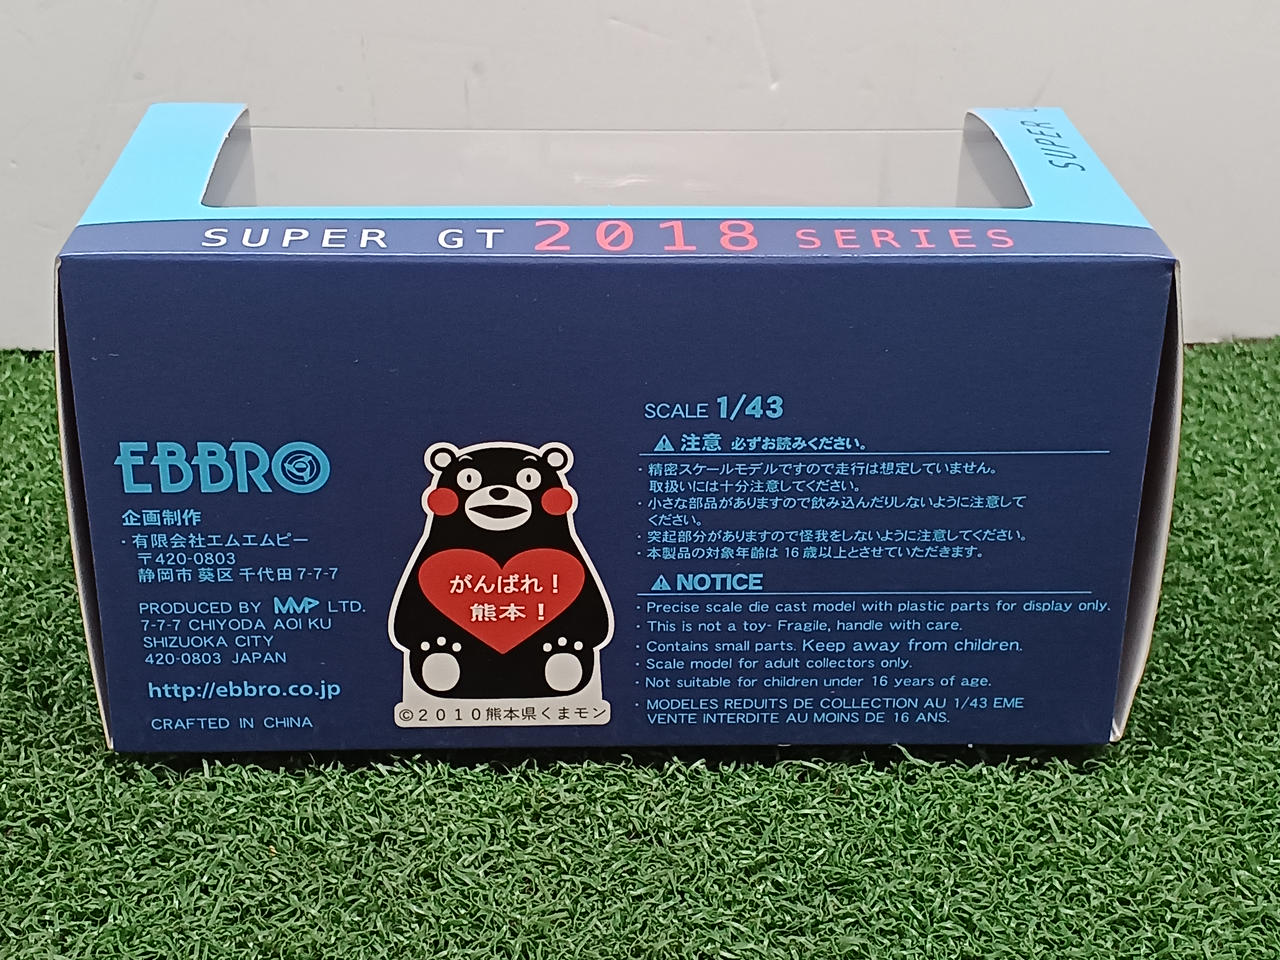 SUPER
SUPER GT 2018 SERIES
EBBRO
企画制作
・有限会社エムエムピー
〒420-0803
静岡市 葵区 千代田 7-7-7
PRODUCED BY MMP LTD.
7-7-7 CHIYODA AOI KU
SHIZUOKA CITY
420-0803 JAPAN
http://ebbro.co.jp
CRAFTED IN CHINA
がんばれ！
熊本！
©2010熊本県くまモン
SCALE 1/43
注意 必ずお読みください。
・精密スケールモデルですので走行は想定していません。
取扱いには十分注意してください。
・小さな部品がありますので飲み込んだりしないように注意して
ください。
・突起部分がありますので怪我をしないように注意してください。
・本製品の対象年齢は 16 歳以上とさせていただきます。
NOTICE
・Precise scale die cast model with plastic parts for display only.
・This is not a toy- Fragile, handle with care.
・Contains small parts. Keep away from children.
・Scale model for adult collectors only.
・Not suitable for children under 16 years of age.
・MODELES REDUITS DE COLLECTION AU 1/43 EME
VENTE INTERDITE AU MOINS DE 16 ANS.